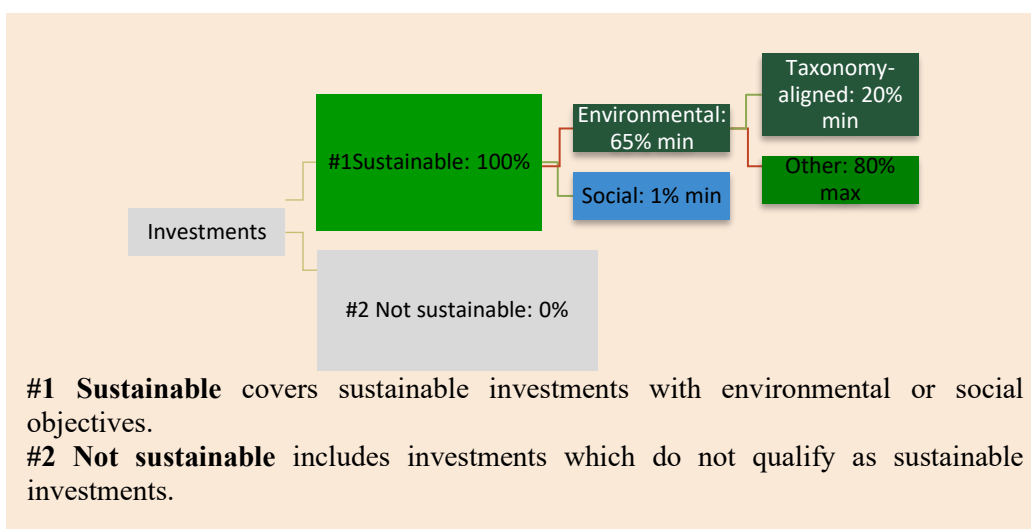 Taxonomy-
aligned: 20%
min
Environmental:
65% min
#1Sustainable: 100%
Other: 80%
max
Social: 1% min
Investments
#2 Not sustainable: 0%
#1 Sustainable covers sustainable investments with environmental or social
objectives.
#2 Not sustainable includes investments which do not qualify as sustainable
investments.